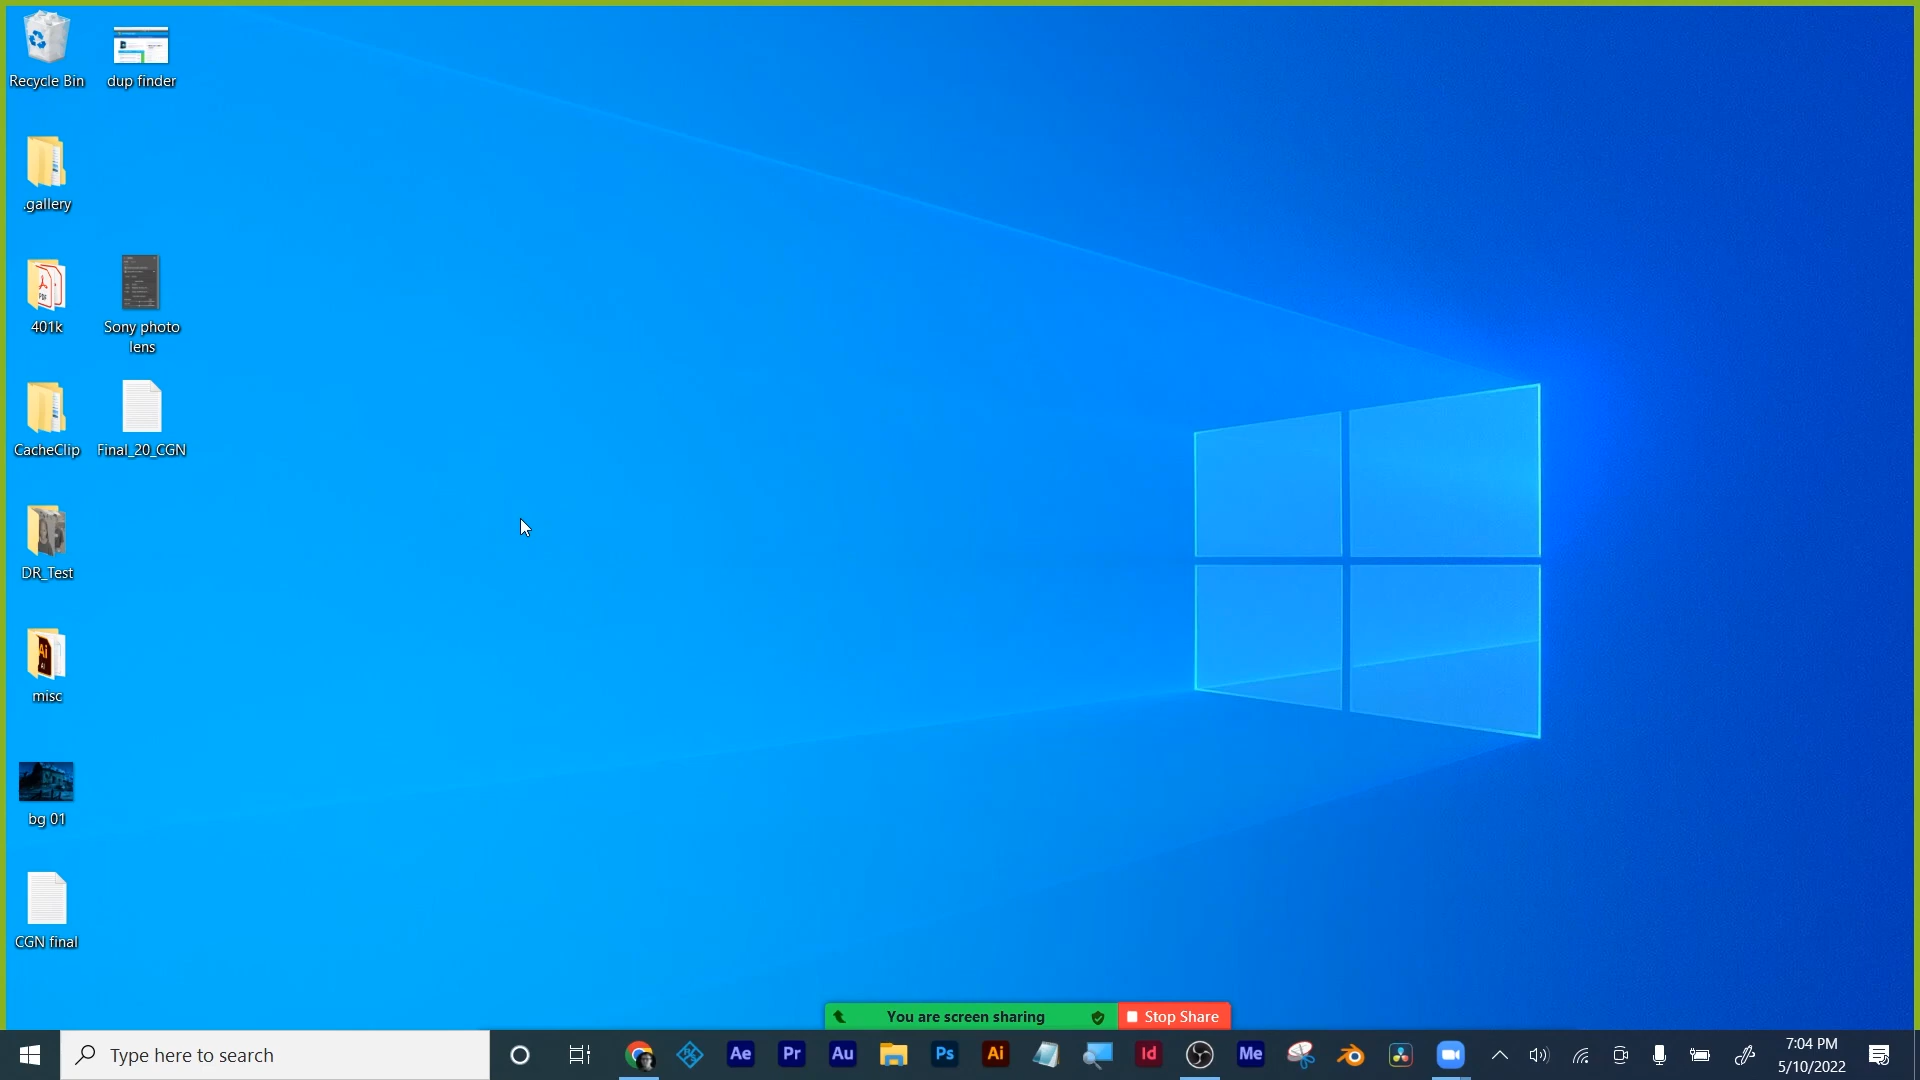 Recycle Bin
dup finder
.gallery
401k
Sony photo
lens
CacheClip
Final_20_CGN
DR_Test
misc
bg 01
CGN final
You are screen sharing
Stop Share
Type here to search
Ae
Pr
Au
Ps
Ai
Id
Me
7:04 PM
5/10/2022